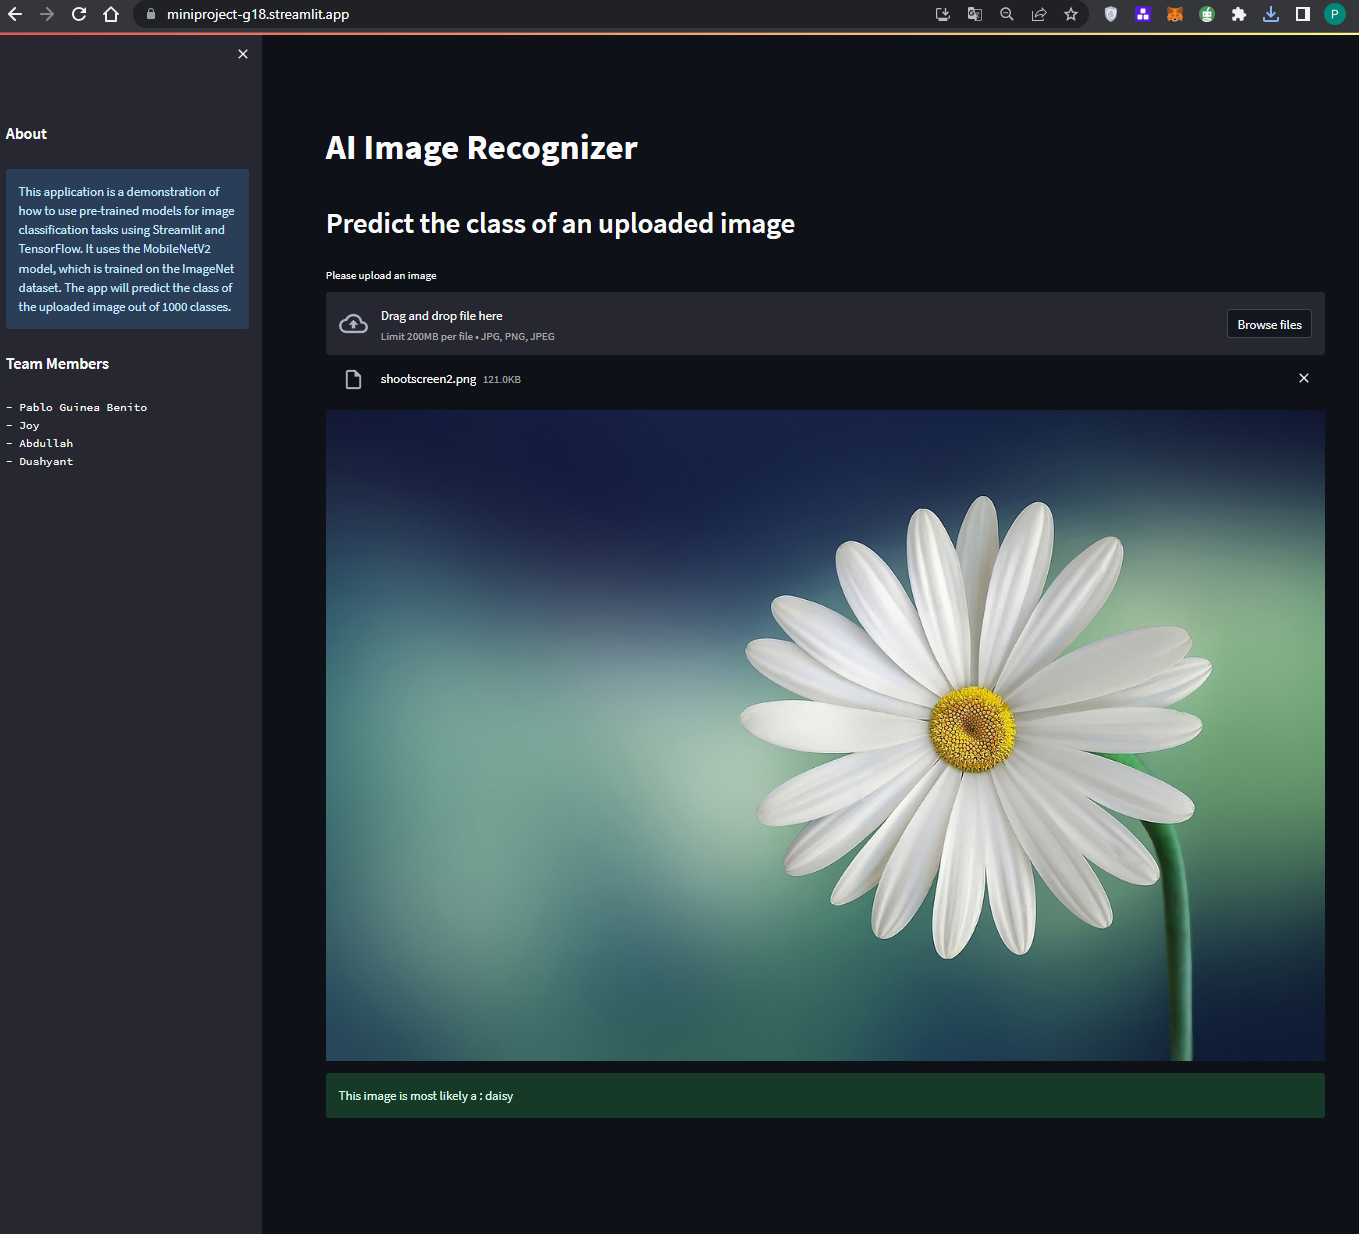 miniproject-g18.streamlit.app
P
About
This application is a demonstration of
how to use pre-trained models for image
classification tasks using Streamlit and
TensorFlow. It uses the MobileNetV2
model, which is trained on the ImageNet
dataset. The app will predict the class of
the uploaded image out of 1000 classes.
Team Members
- Pablo Guinea Benito
- Joy
- Abdullah
- Dushyant
AI Image Recognizer
Predict the class of an uploaded image
Please upload an image
Drag and drop file here
Limit 200MB per file • JPG, PNG, JPEG
Browse files
shootscreen2.png 121.0KB
This image is most likely a : daisy